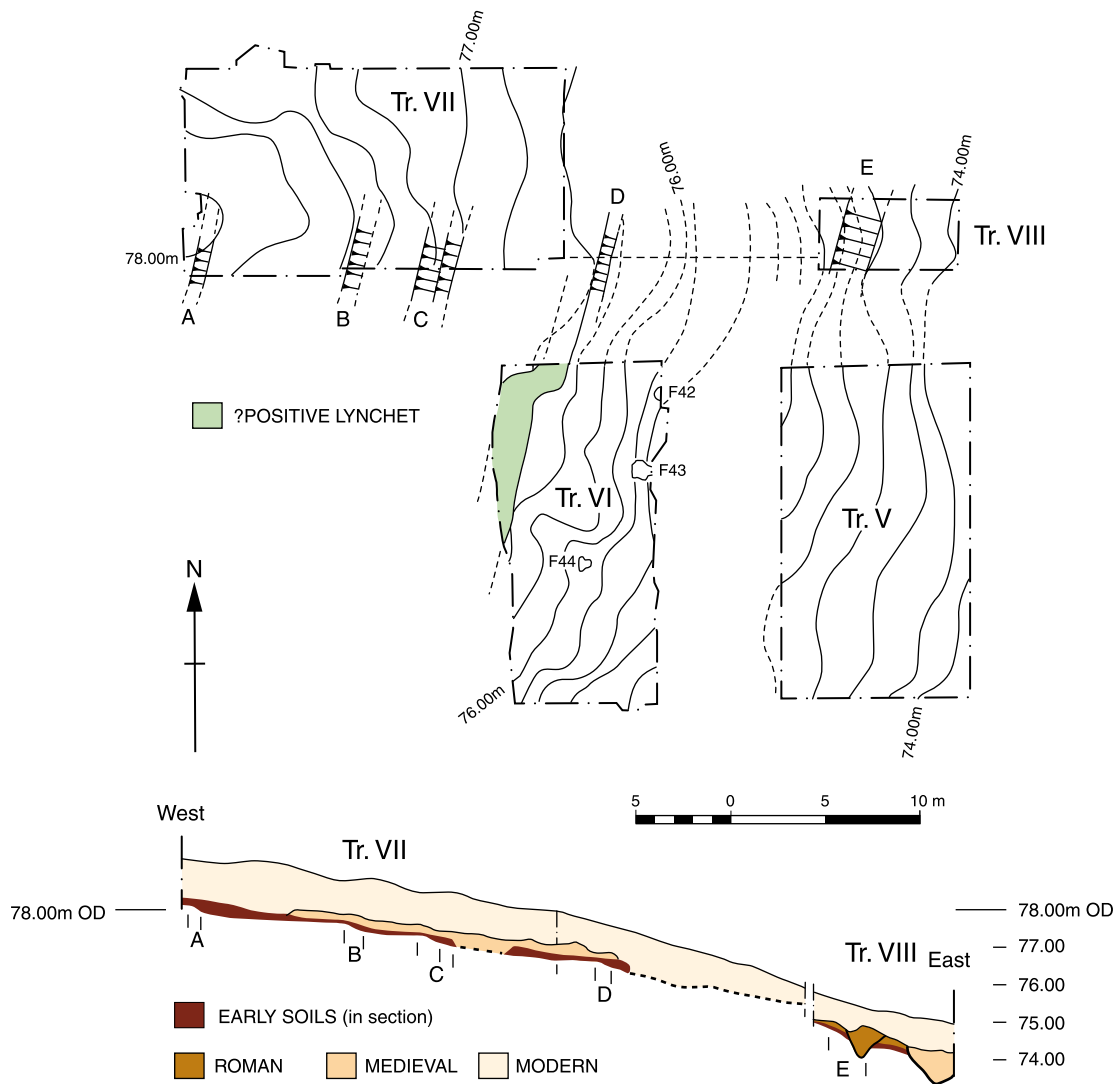 77.00m
Tr. VII
76.00m
74.00m
E
D
Tr. VIII
78.00m
A
B
C
?POSITIVE LYNCHET
F42
F43
Tr. VI
Tr. V
F44
N
76.00m
74.00m
5 0 5 10 m
West
Tr. VII
78.00m OD
78.00m OD
77.00
Tr. VIII East
76.00
75.00
74.00
A
B
C
D
E
EARLY SOILS (in section)
ROMAN
MEDIEVAL
MODERN